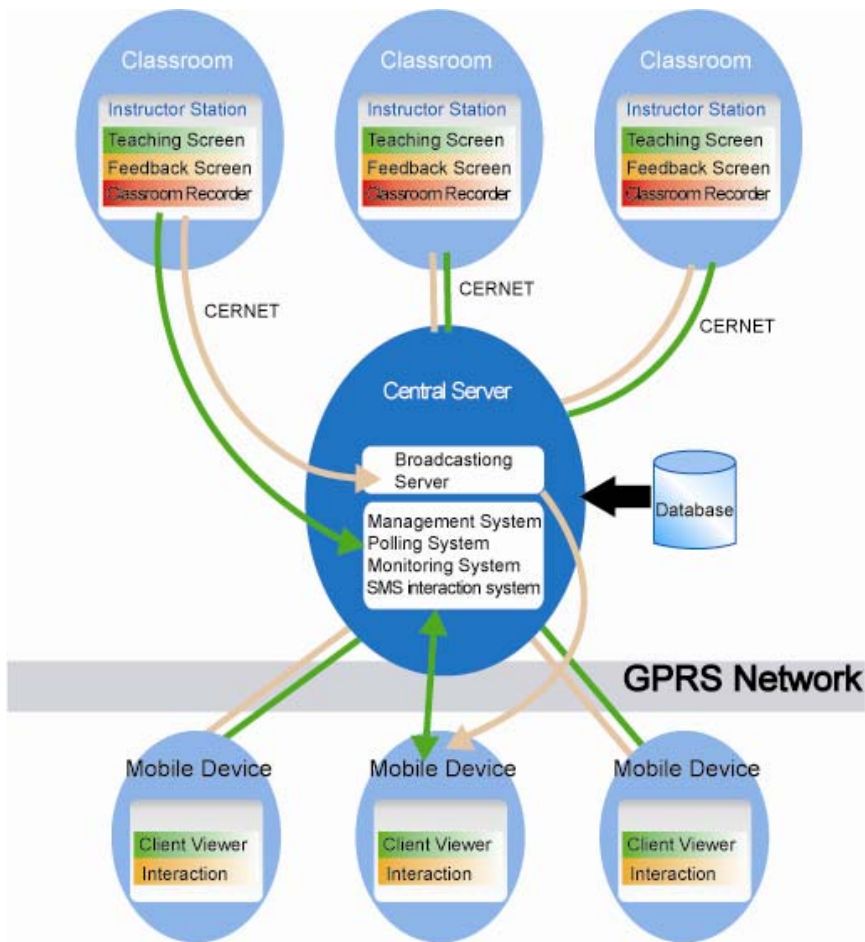 Classroom
Instructor Station
Teaching Screen
Feedback Screen
Classroom Recorder
Classroom
Instructor Station
Teaching Screen
Feedback Screen
Classroom Recorder
Classroom
Instructor Station
Teaching Screen
Feedback Screen
Classroom Recorder
CERNET
CERNET
CERNET
Central Server
Broadcastiong
Server
Management System
Polling System
Monitoring System
SMS interaction system
Database
GPRS Network
Mobile Device
Client Viewer
Interaction
Mobile Device
Client Viewer
Interaction
Mobile Device
Client Viewer
Interaction